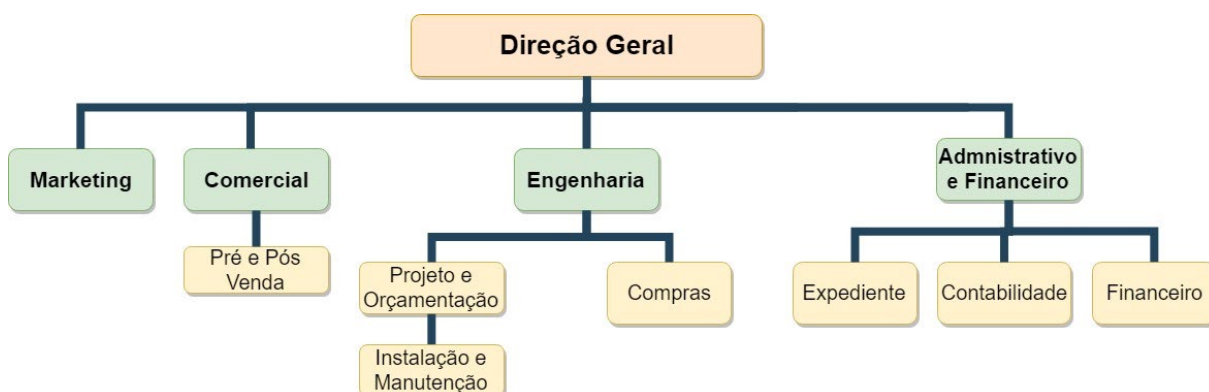 Direção Geral
Marketing
Comercial
Engenharia
Admnistrativo
e Financeiro
Pré e Pós
Venda
Projeto e
Orçamentação
Compras
Expediente
Contabilidade
Financeiro
Instalação e
Manutenção